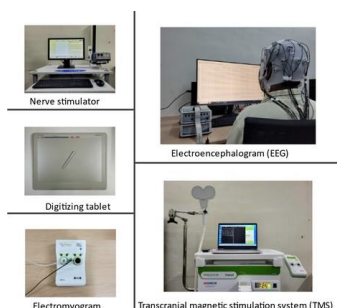 Nerve stimulator
Electroencephalogram (EEG)
Digitizing tablet
Electromyogram
Transcranial magnetic stimulation system (TMS)